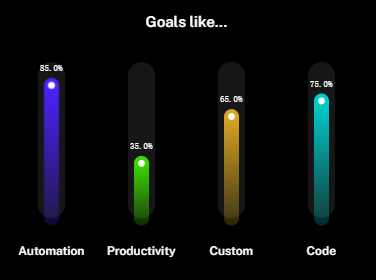 Goals like...
85.0%
35.0%
65.0%
75.0%
Automation
Productivity
Custom
Code